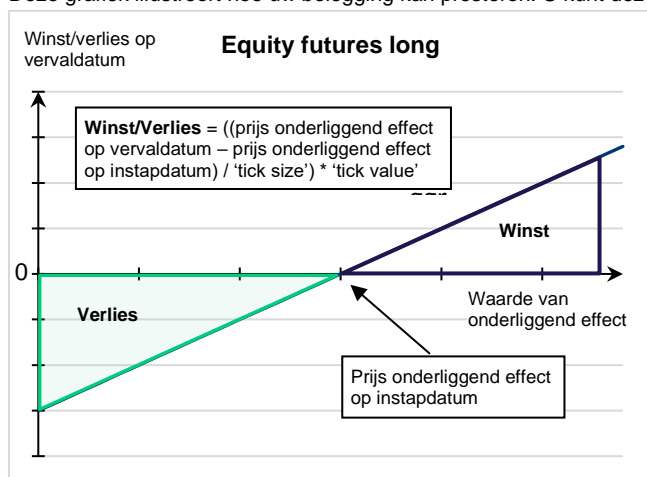 Winst/verlies op
vervaldatum
Equity futures long
Winst/Verlies = ((prijs onderliggend effect
op vervaldatum – prijs onderliggend effect
op instapdatum) / ‘tick size’) * ‘tick value’
Winst
0
Waarde van
onderliggend effect
Verlies
Prijs onderliggend effect
op instapdatum